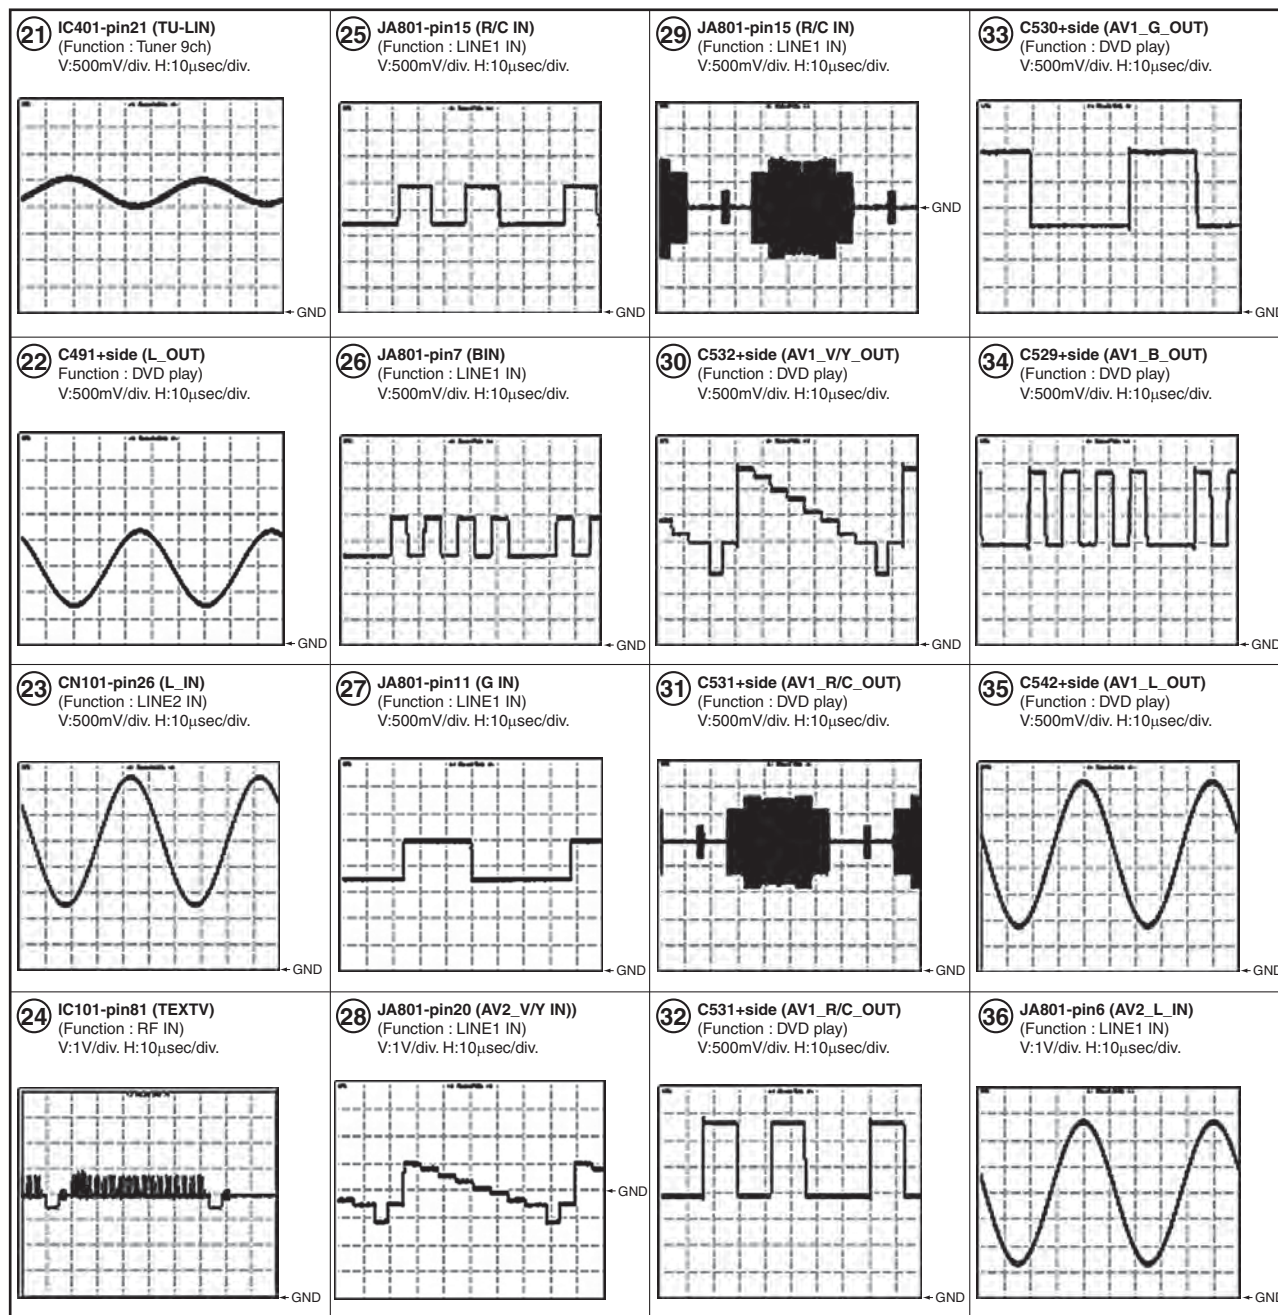 21 IC401-pin21 (TU-LIN)
(Function : Tuner 9ch)
V:500mV/div. H:10µsec/div.
GND
25 JA801-pin15 (R/C IN)
(Function : LINE1 IN)
V:500mV/div. H:10µsec/div.
GND
29 JA801-pin15 (R/C IN)
(Function : LINE1 IN)
V:500mV/div. H:10µsec/div.
GND
33 C530+side (AV1_G_OUT)
(Function : DVD play)
V:500mV/div. H:10µsec/div.
GND
22 C491+side (L_OUT)
Function : DVD play)
V:500mV/div. H:10µsec/div.
GND
26 JA801-pin7 (BIN)
(Function : LINE1 IN)
V:500mV/div. H:10µsec/div.
GND
30 C532+side (AV1_V/Y_OUT)
(Function : DVD play)
V:500mV/div. H:10µsec/div.
GND
34 C529+side (AV1_B_OUT)
(Function : DVD play)
V:500mV/div. H:10µsec/div.
GND
23 CN101-pin26 (L_IN)
(Function : LINE2 IN)
V:500mV/div. H:10µsec/div.
GND
27 JA801-pin11 (G IN)
(Function : LINE1 IN)
V:500mV/div. H:10µsec/div.
GND
31 C531+side (AV1_R/C_OUT)
(Function : DVD play)
V:500mV/div. H:10µsec/div.
GND
35 C542+side (AV1_L_OUT)
(Function : DVD play)
V:500mV/div. H:10µsec/div.
GND
24 IC101-pin81 (TEXTV)
(Function : RF IN)
V:1V/div. H:10µsec/div.
GND
28 JA801-pin20 (AV2_V/Y IN))
(Function : LINE1 IN)
V:1V/div. H:10µsec/div.
GND
32 C531+side (AV1_R/C_OUT)
(Function : DVD play)
V:500mV/div. H:10µsec/div.
GND
36 JA801-pin6 (AV2_L_IN)
(Function : LINE1 IN)
V:1V/div. H:10µsec/div.
GND